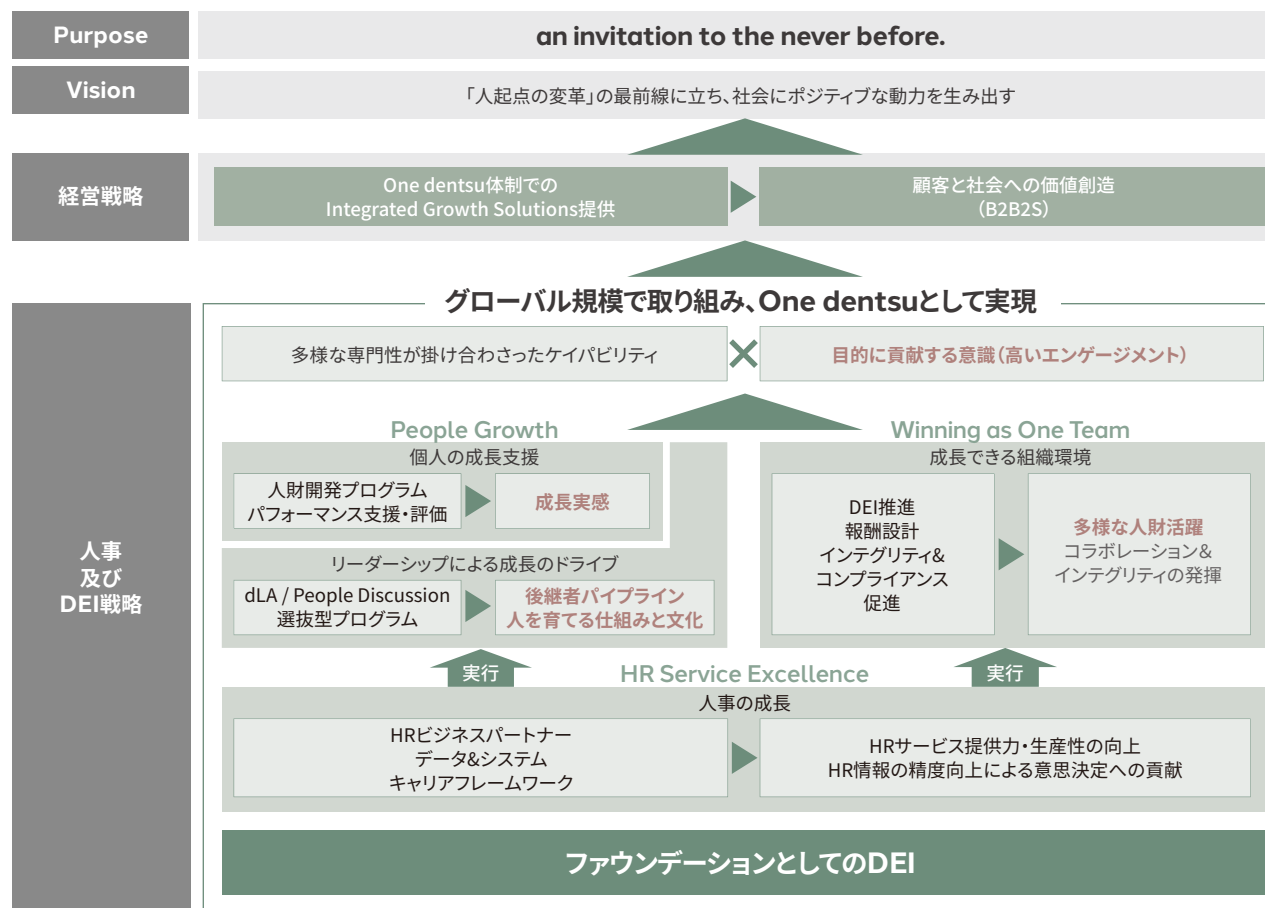 Purpose
an invitation to the never before.
Vision
「人起点の変革」の最前線に立ち、社会にポジティブな動力を生み出す
経営戦略
One dentsu体制での
Integrated Growth Solutions提供
顧客と社会への価値創造
（B2B2S）
グローバル規模で取り組み、One dentsuとして実現
人事
及び
DEI戦略
多様な専門性が掛け合わさったケイパビリティ
目的に貢献する意識（高いエンゲージメント）
People Growth
個人の成長支援
人財開発プログラム
パフォーマンス支援・評価
成長実感
リーダーシップによる成長のドライブ
dLA / People Discussion
選抜型プログラム
後継者パイプライン
人を育てる仕組みと文化
Winning as One Team
成長できる組織環境
DEI推進
報酬設計
インテグリティ&
コンプライアンス
促進
多様な人財活躍
コラボレーション&
インテグリティの発揮
実行
HR Service Excellence
実行
人事の成長
HRビジネスパートナー
データ&システム
キャリアフレームワーク
HRサービス提供力・生産性の向上
HR情報の精度向上による意思決定への貢献
ファウンデーションとしてのDEI